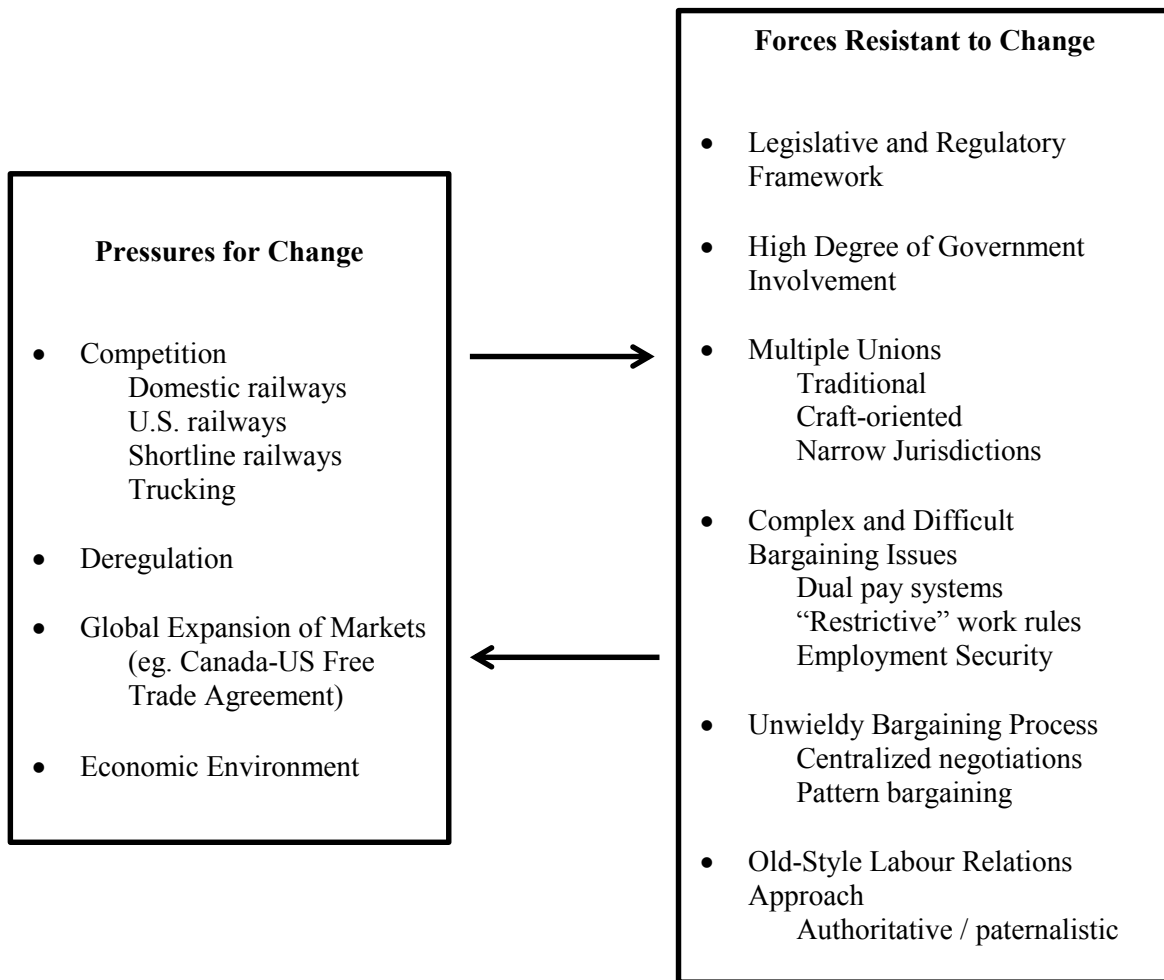 Pressures for Change
• Competition
Domestic railways
U.S. railways
Shortline railways
Trucking
• Deregulation
• Global Expansion of Markets
(eg. Canada-US Free
Trade Agreement)
• Economic Environment
Forces Resistant to Change
• Legislative and Regulatory
Framework
• High Degree of Government
Involvement
• Multiple Unions
Traditional
Craft-oriented
Narrow Jurisdictions
• Complex and Difficult
Bargaining Issues
Dual pay systems
“Restrictive” work rules
Employment Security
• Unwieldy Bargaining Process
Centralized negotiations
Pattern bargaining
• Old-Style Labour Relations
Approach
Authoritative / paternalistic